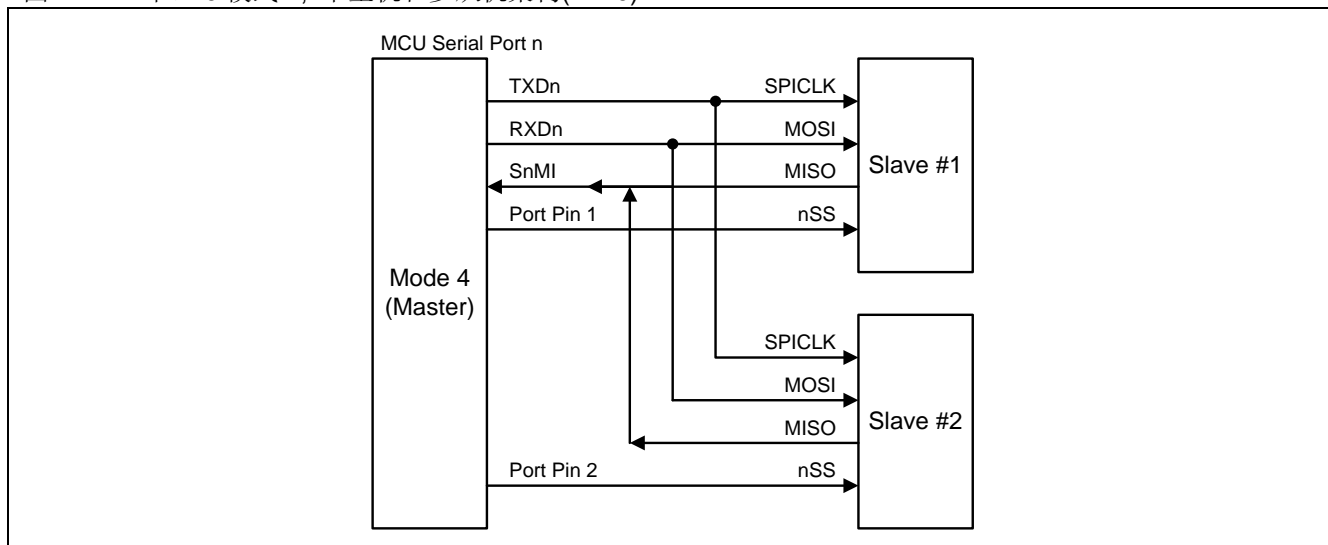 MCU Serial Port n
TXDn
SPICLK
RXDn
MOSI
SnMI
MISO
Port Pin 1
nSS
Slave #1
Mode 4
(Master)
SPICLK
MOSI
MISO
Slave #2
Port Pin 2
nSS